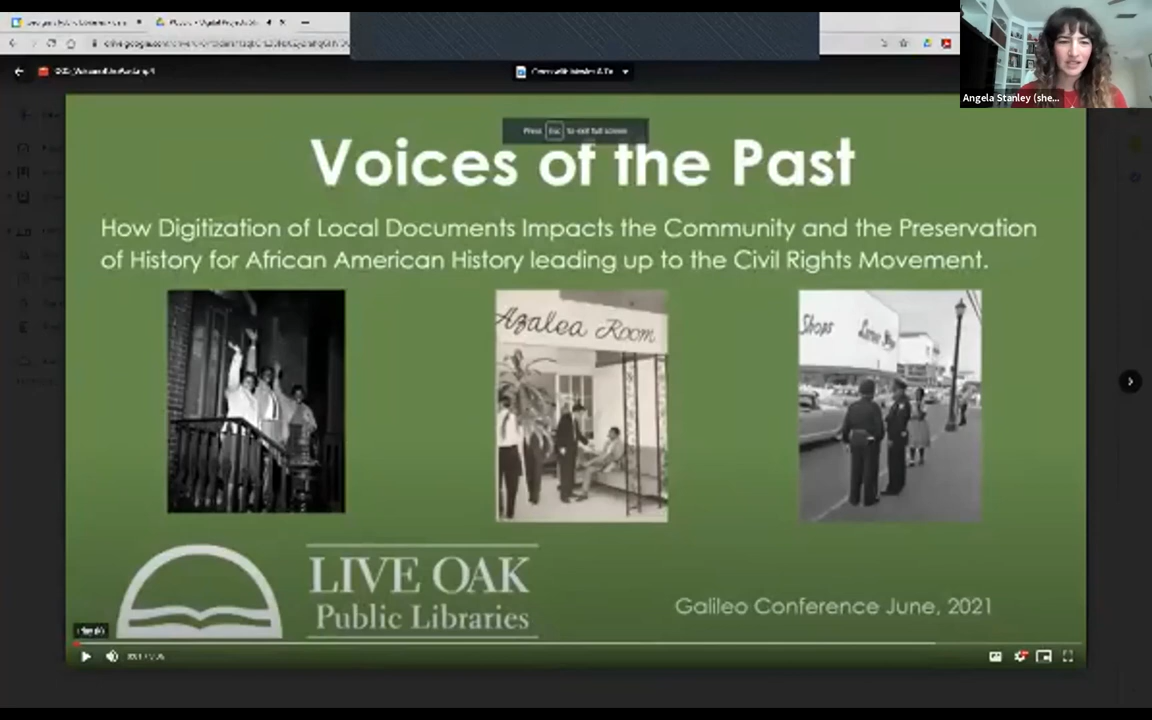 Angela Stanley (she...
Press Esc to exit full screen
Voices of the Past
How Digitization of Local Documents Impacts the Community and the Preservation
of History for African American History leading up to the Civil Rights Movement.
Azalea Room
Shops
LIVE OAK
Public Libraries
Galileo Conference June, 2021